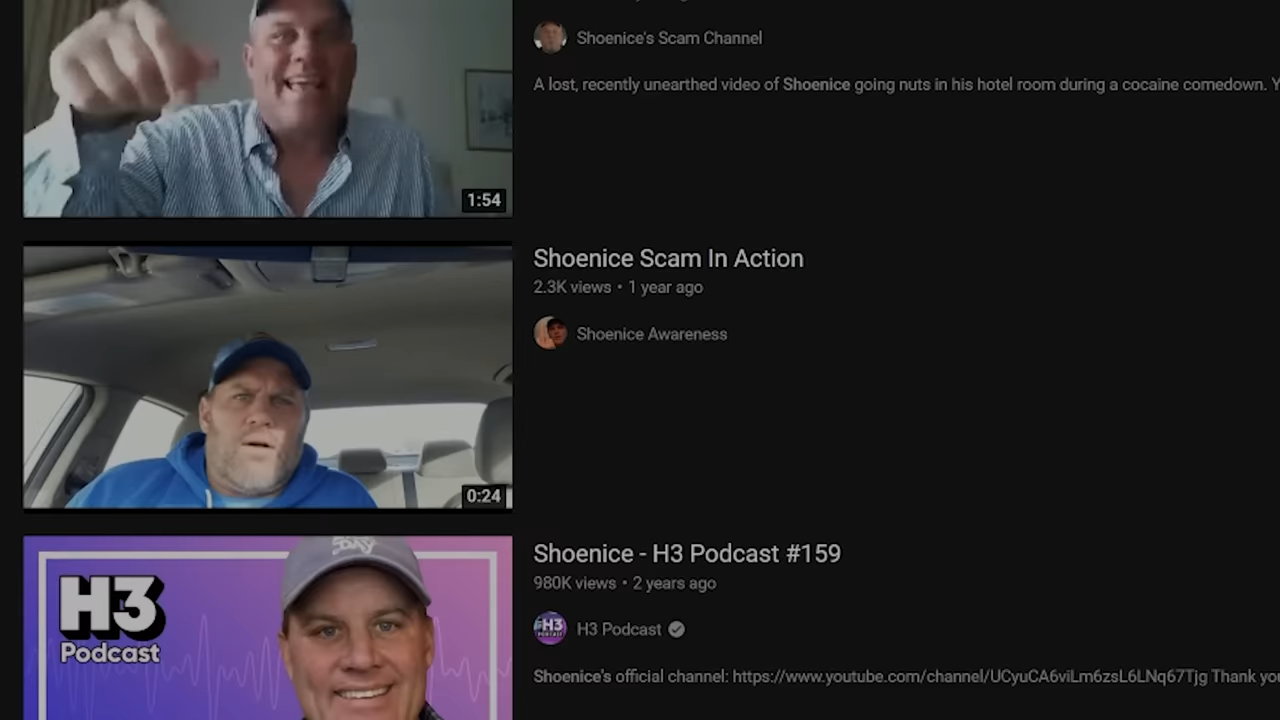 Shoenice's Scam Channel
A lost, recently unearthed video of Shoenice going nuts in his hotel room during a cocaine comedown. Y
1:54
Shoenice Scam In Action
2.3K views • 1 year ago
Shoenice Awareness
0:24
Shoenice - H3 Podcast #159
980K views • 2 years ago
H3
Podcast
H3 Podcast
Shoenice's official channel: https://www.youtube.com/channel/UCyuCA6viLm6zsL6LNq67Tjg Thank you